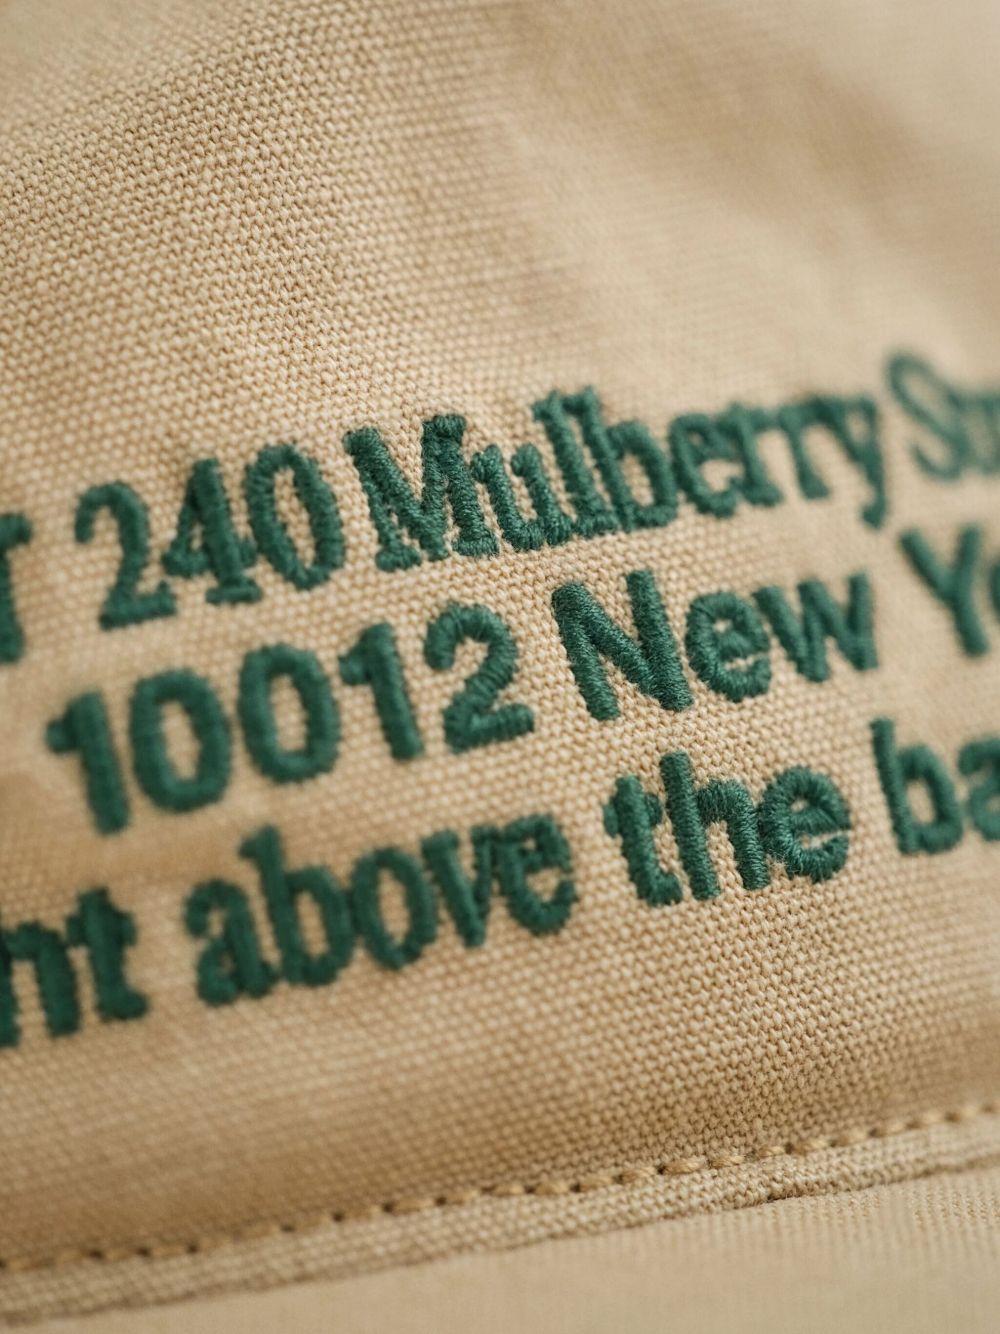 240 Mulberry
10012 New
above the